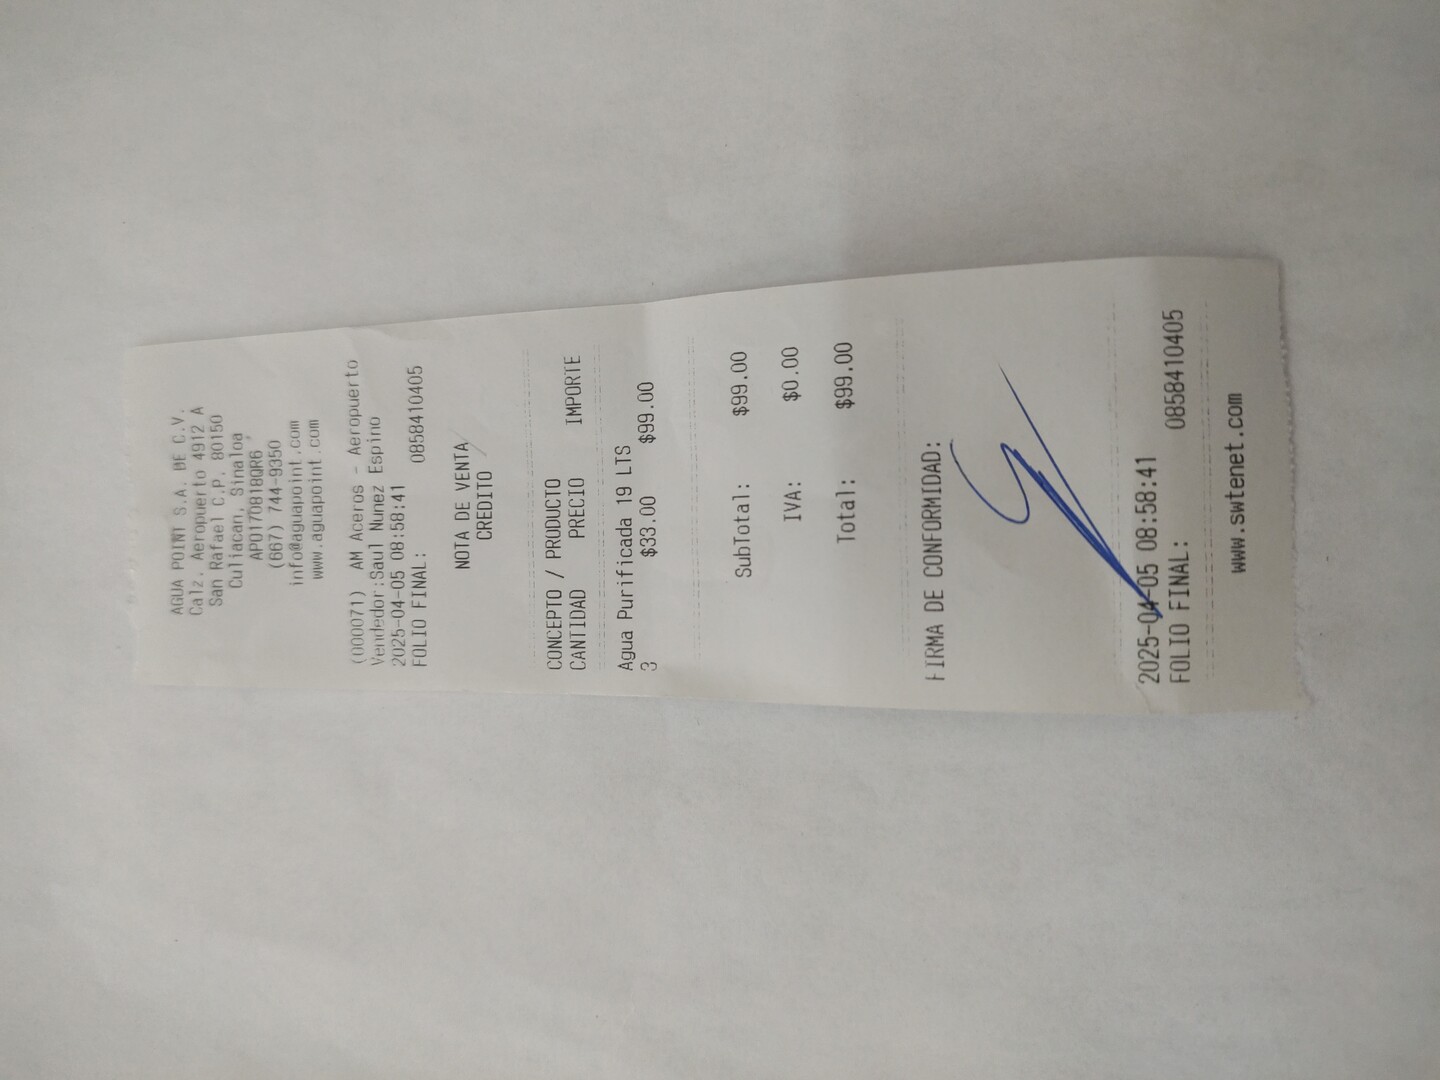 AGUA POINT S.A. DE C.V.
Calz. Aeropuerto 4912 A
San Rafael C.P. 80150
Culiacan, Sinaloa
APO170818QR6
(667) 744-9350
info@aguapoint.com
www.aguapoint.com
(000071) AM Aceros - Aeropuerto
Vendedor:Saul Nunez Espino
2025-04-05 08:58:41
FOLIO FINAL: 0858410405
NOTA DE VENTA
CREDITO
CONCEPTO / PRODUCTO
CANTIDAD PRECIO IMPORTE
Agua Purificada 19 LTS
3 $33.00 $99.00
SubTotal: $99.00
IVA: $0.00
Total: $99.00
FIRMA DE CONFORMIDAD:
2025-04-05 08:58:41
FOLIO FINAL: 0858410405
www.swtenet.com